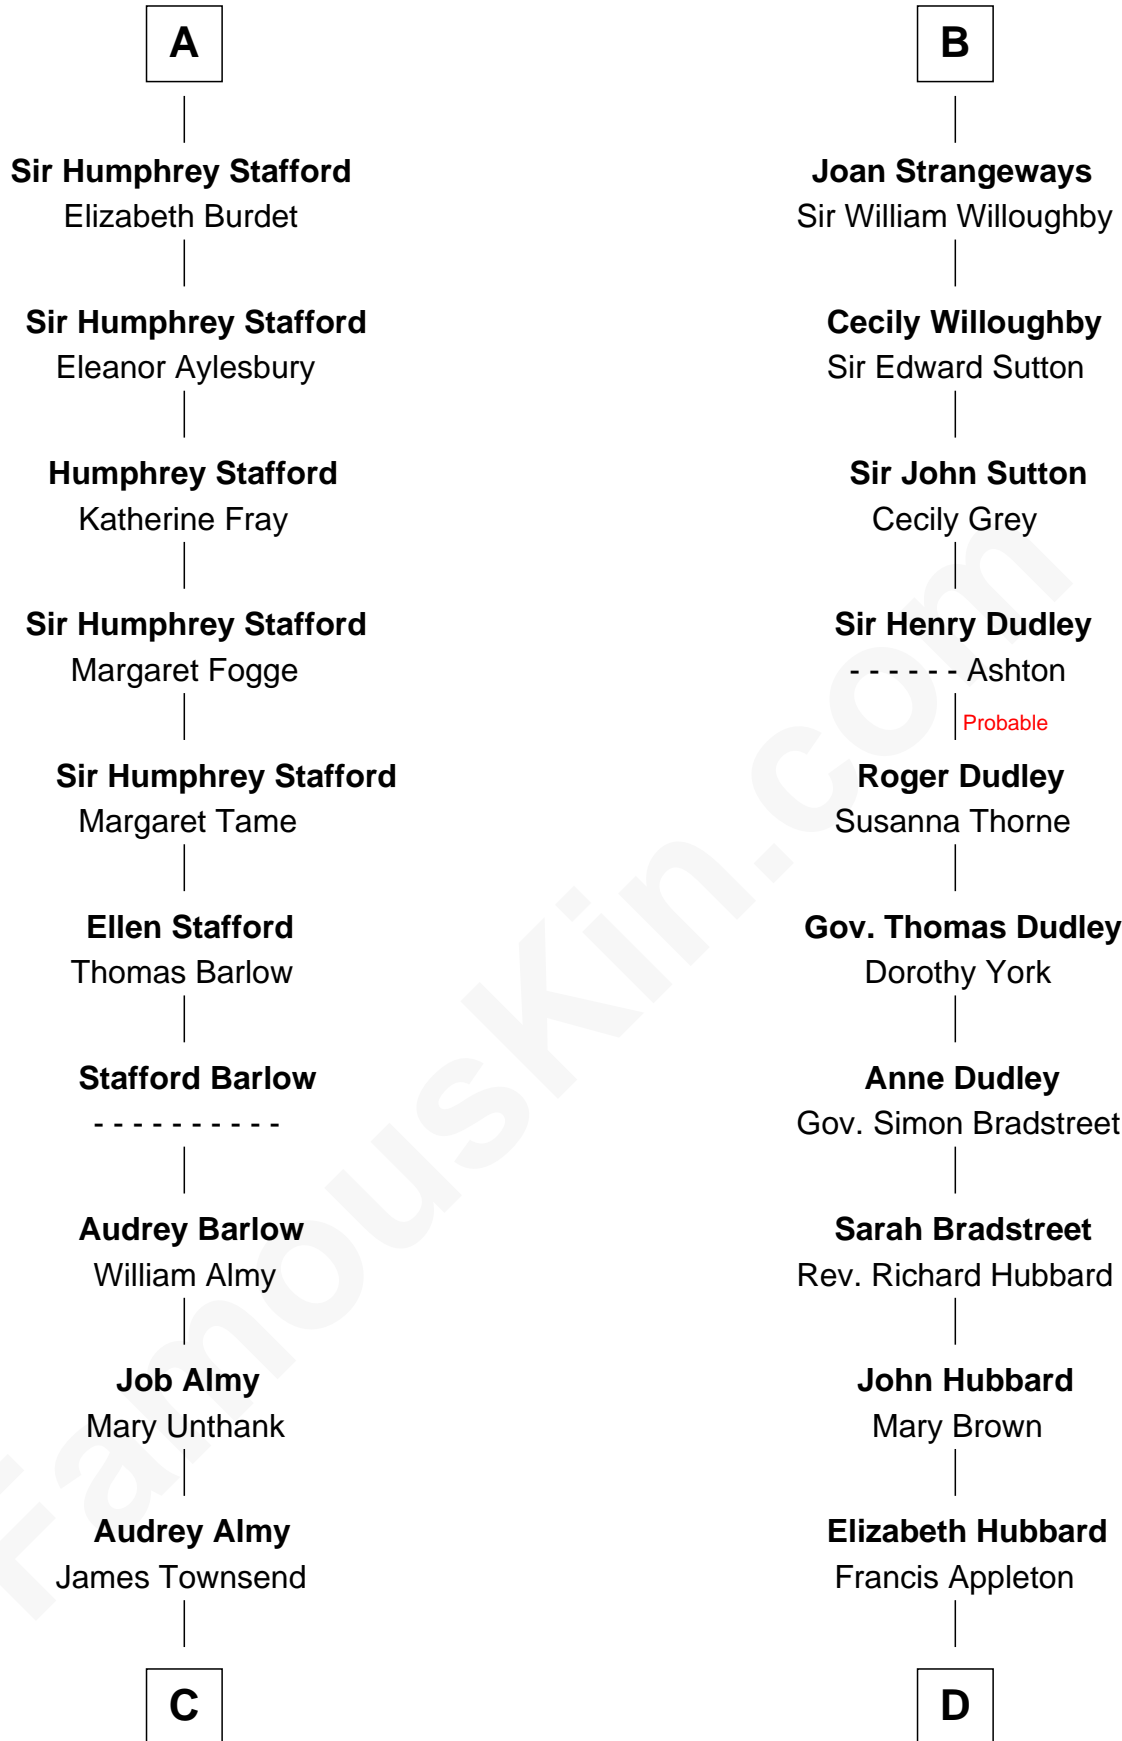 A
Sir Humphrey Stafford
Elizabeth Burdet
Sir Humphrey Stafford
Eleanor Aylesbury
Humphrey Stafford
Katherine Fray
Sir Humphrey Stafford
Margaret Fogge
Sir Humphrey Stafford
Margaret Tame
Ellen Stafford
Thomas Barlow
Stafford Barlow
- - - - - - - - - -
Audrey Barlow
William Almy
Job Almy
Mary Unthank
Audrey Almy
James Townsend
C
B
Joan Strangeways
Sir William Willoughby
Cecily Willoughby
Sir Edward Sutton
Sir John Sutton
Cecily Grey
Sir Henry Dudley
- - - - - - Ashton
Probable
Roger Dudley
Susanna Thorne
Gov. Thomas Dudley
Dorothy York
Anne Dudley
Gov. Simon Bradstreet
Sarah Bradstreet
Rev. Richard Hubbard
John Hubbard
Mary Brown
Elizabeth Hubbard
Francis Appleton
D
FamousKin.com